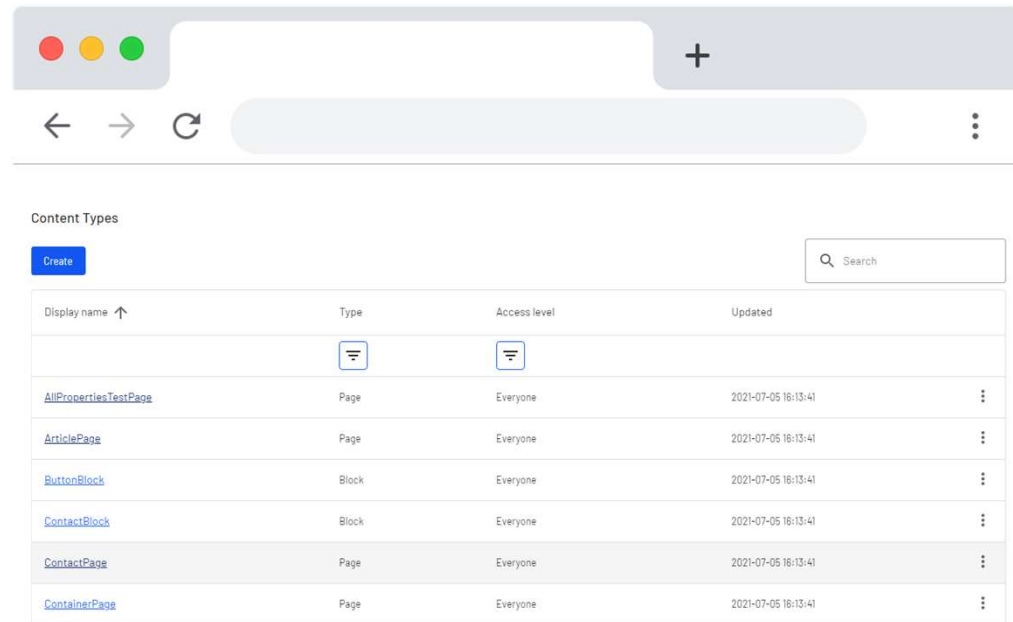 Content Types
Create
Search
Display name Type Access level Updated
AllPropertiesTestPage Page Everyone 2021-07-05 16:13:41
ArticlePage Page Everyone 2021-07-05 16:13:41
ButtonBlock Block Everyone 2021-07-05 16:13:41
ContactBlock Block Everyone 2021-07-05 16:13:41
ContactPage Page Everyone 2021-07-05 16:13:41
ContainerPage Page Everyone 2021-07-05 16:13:41